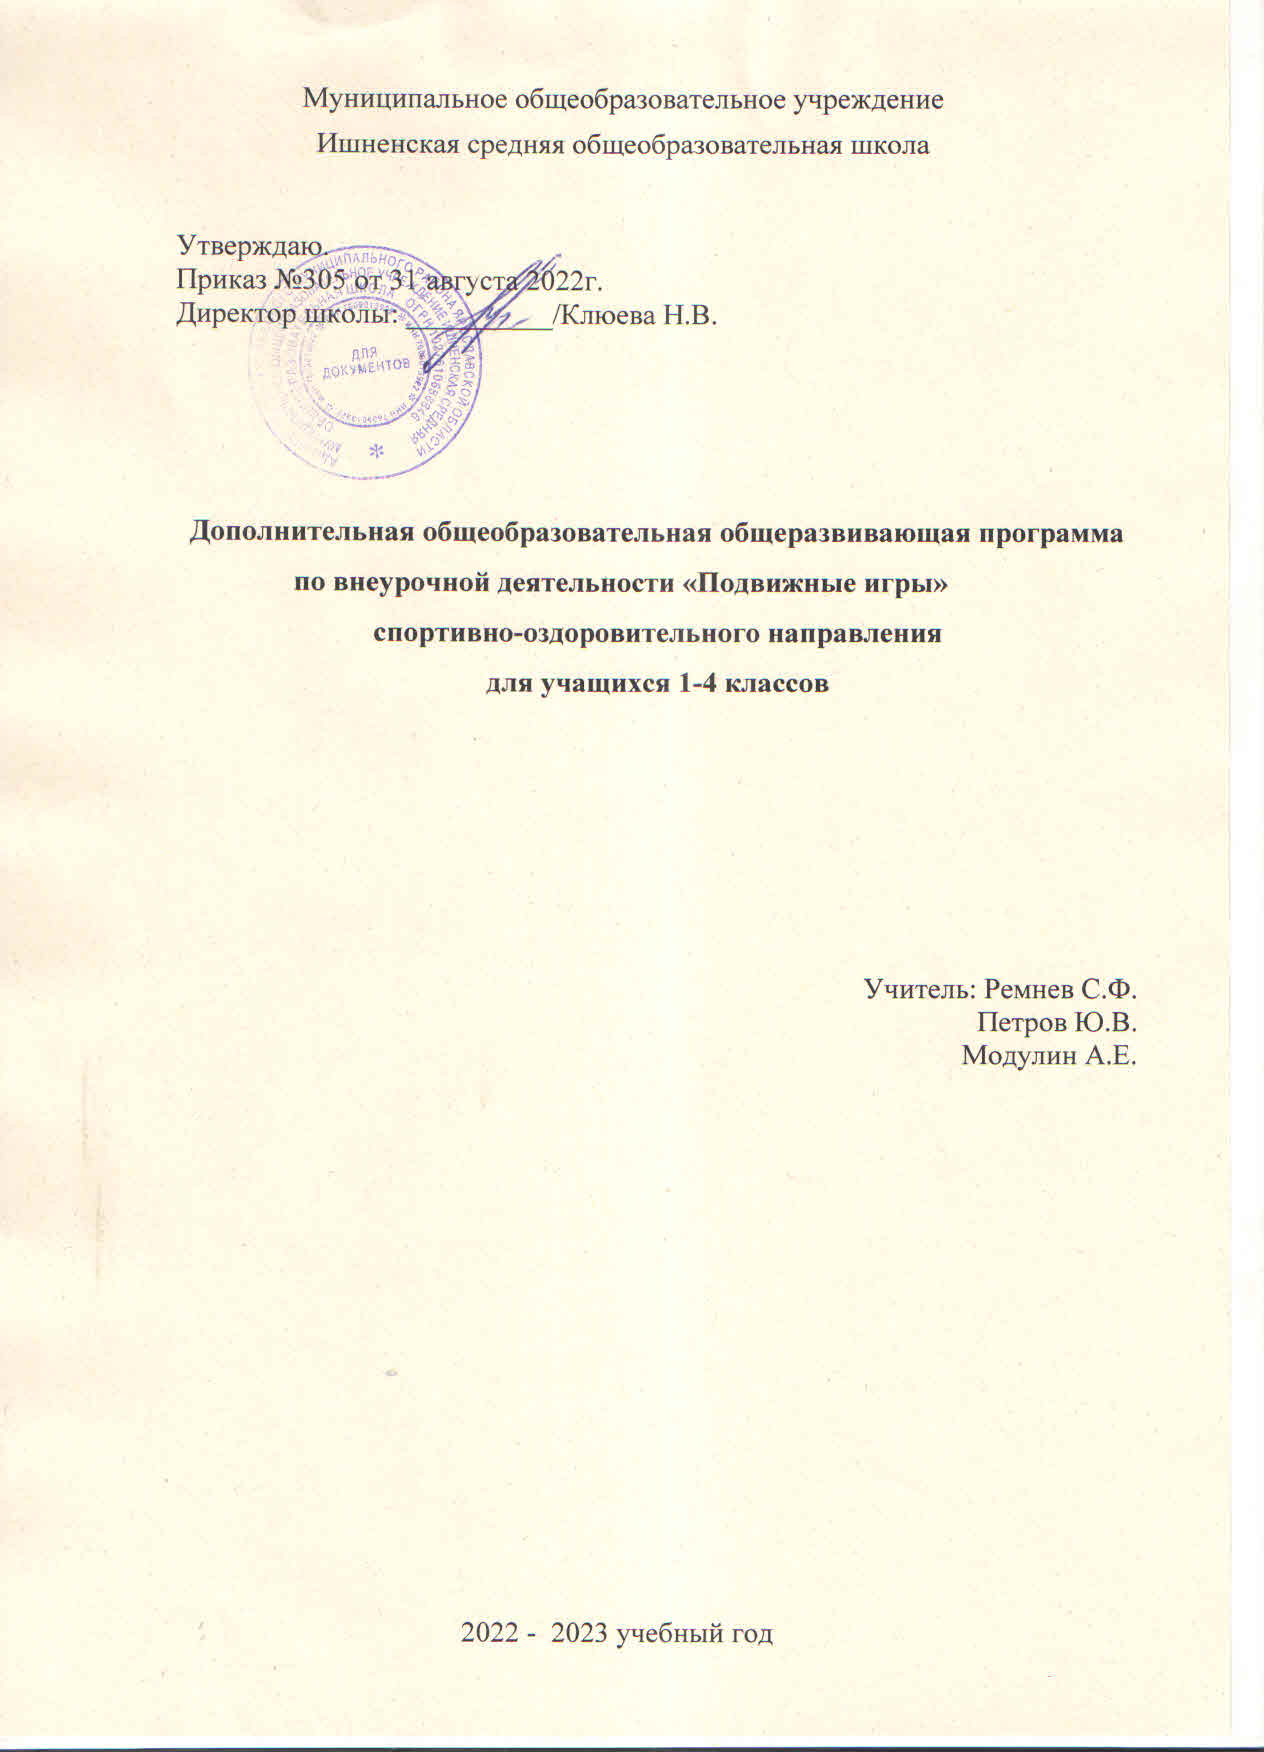 Муниципальное общеобразовательное учреждение
Ишненская средняя общеобразовательная школа
Утверждаю.
Приказ №305 от 31 августа 2022г.
Директор школы: __________/Клюева Н.В.
ДЛЯ
ДОКУМЕНТОВ
Дополнительная общеобразовательная общеразвивающая программа
по внеурочной деятельности «Подвижные игры»
спортивно-оздоровительного направления
для учащихся 1-4 классов
Учитель: Ремнев С.Ф.
Петров Ю.В.
Модулин А.Е.
2022 - 2023 учебный год